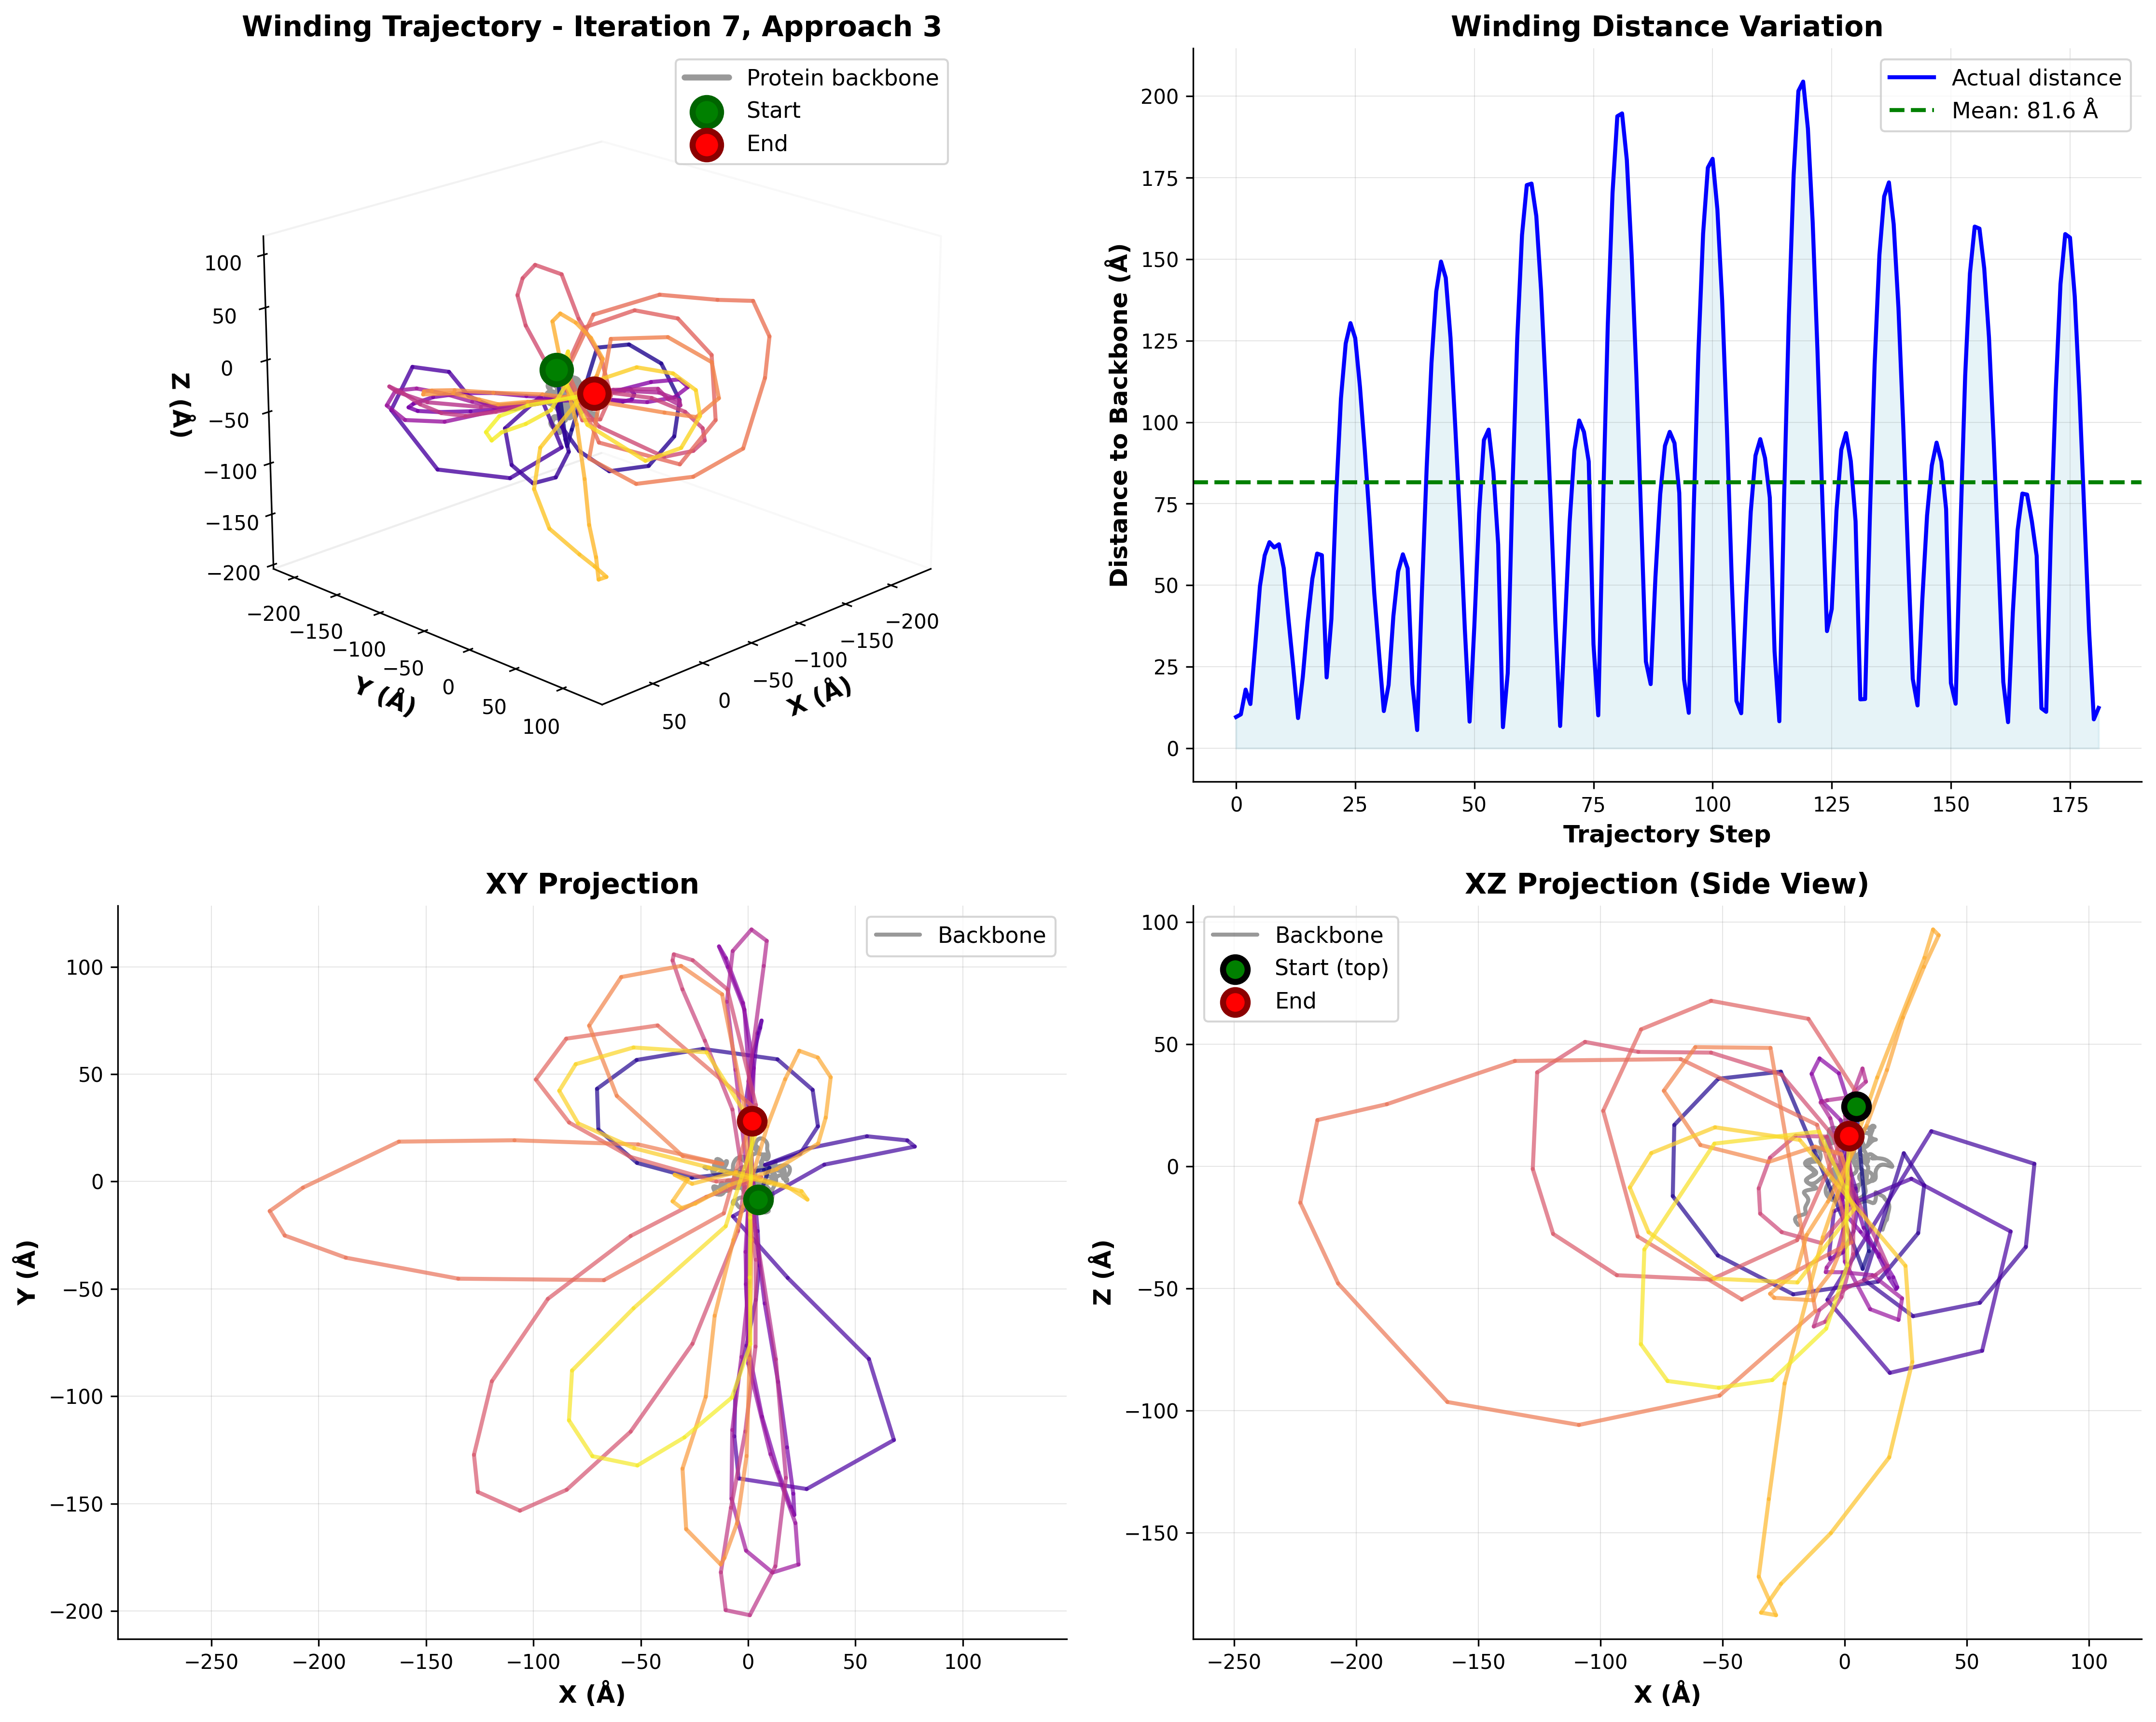 Winding Trajectory - Iteration 7, Approach 3
Protein backbone
Start
End
100
50
0
−50
−100
−150
−200
Z (Å)
−200
−150
−100
−50
0
50
100
Y (Å)
50
0
−50
−100
−150
−200
X (Å)
Winding Distance Variation
Actual distance
Mean: 81.6 Å
200
175
150
125
100
75
50
25
0
Distance to Backbone (Å)
0 25 50 75 100 125 150 175
Trajectory Step
XY Projection
Backbone
100
50
0
−50
−100
−150
−200
Y (Å)
−250 −200 −150 −100 −50 0 50 100
X (Å)
XZ Projection (Side View)
Backbone
Start (top)
End
100
50
0
−50
−100
−150
Z (Å)
−250 −200 −150 −100 −50 0 50 100
X (Å)